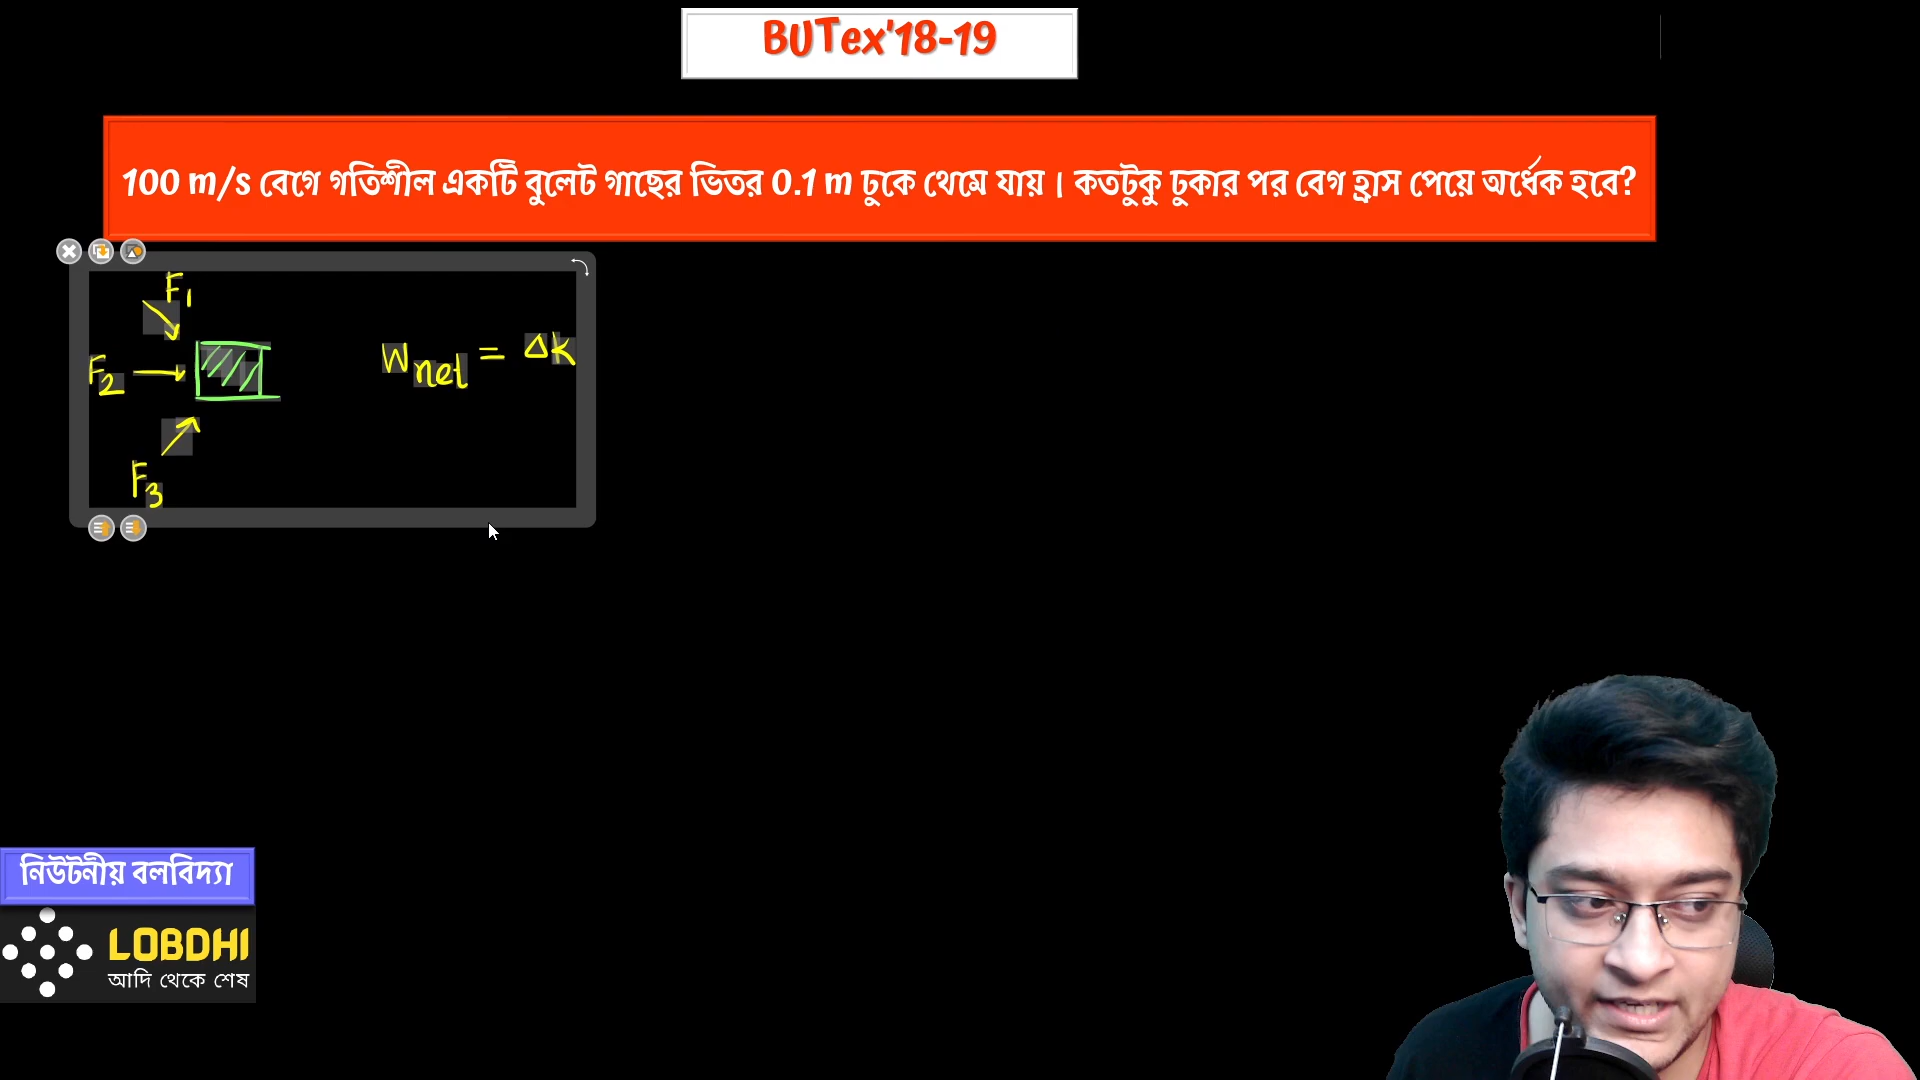 BUTex'18-19
100 m/s বেগে গতিশীল একটি বুলেট গাছের ভিতর 0.1 m ঢুকে থেমে যায়। কতটুকু ঢুকার পর বেগ হ্রাস পেয়ে অর্ধেক হবে?
F₁
F₂
W_net = ΔK
F₃
নিউটনীয় বলবিদ্যা
LOBDHI
আদি থেকে শেষ